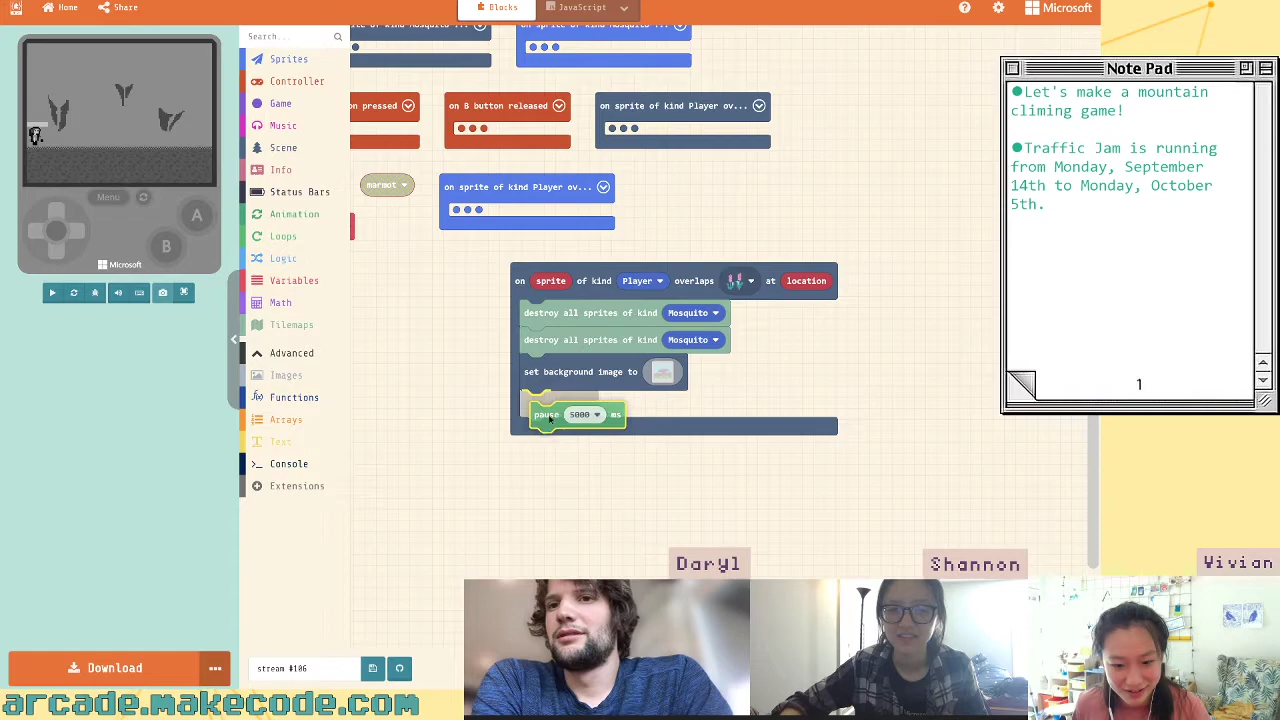 Home
Share
Blocks
JavaScript
Microsoft
Search...
Sprites
Controller
Game
Music
Scene
Info
Status Bars
Animation
Loops
Logic
Variables
Math
Tilemaps
Advanced
Images
Functions
Arrays
Text
Console
Extensions
Menu
A
B
Microsoft
on B button released
on sprite of kind Player ov...
marmot
on sprite of kind Player ov...
on sprite of kind Player overlaps at location
destroy all sprites of kind Mosquito
destroy all sprites of kind Mosquito
set background image to
pause 5000 ms
Note Pad
●Let's make a mountain
climing game!
●Traffic Jam is running
from Monday, September
14th to Monday, October
5th.
1
Daryl
Shannon
Vivian
Download
stream #106
arcade.makecode.com